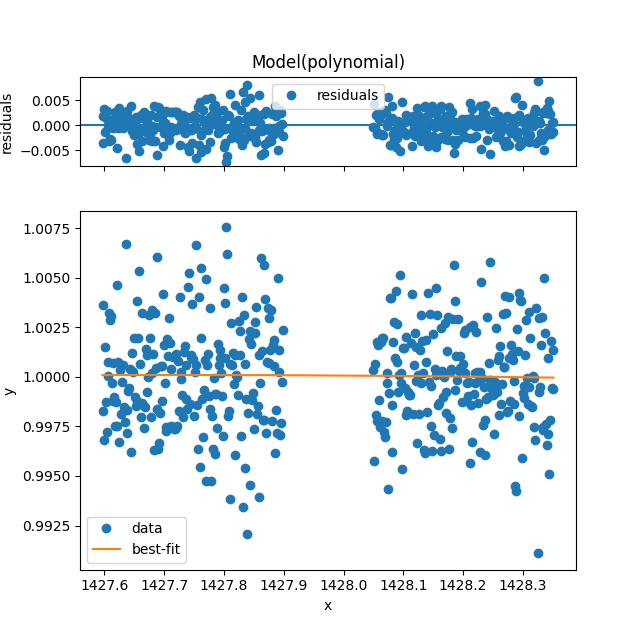 Model(polynomial)
residuals
0.005
0.000
−0.005
residuals
y
1.0075
1.0050
1.0025
1.0000
0.9975
0.9950
0.9925
data
best-fit
1427.6 1427.7 1427.8 1427.9 1428.0 1428.1 1428.2 1428.3
x